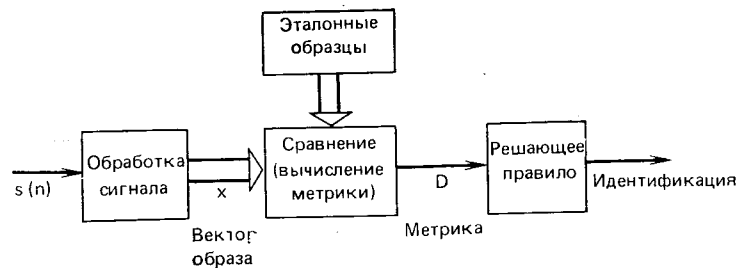 Эталонные
образцы
Обработка
сигнала
Сравнение
(вычисление
метрики)
Решающее
правило
s (n)
x
D
Идентификация
Вектор
образа
Метрика